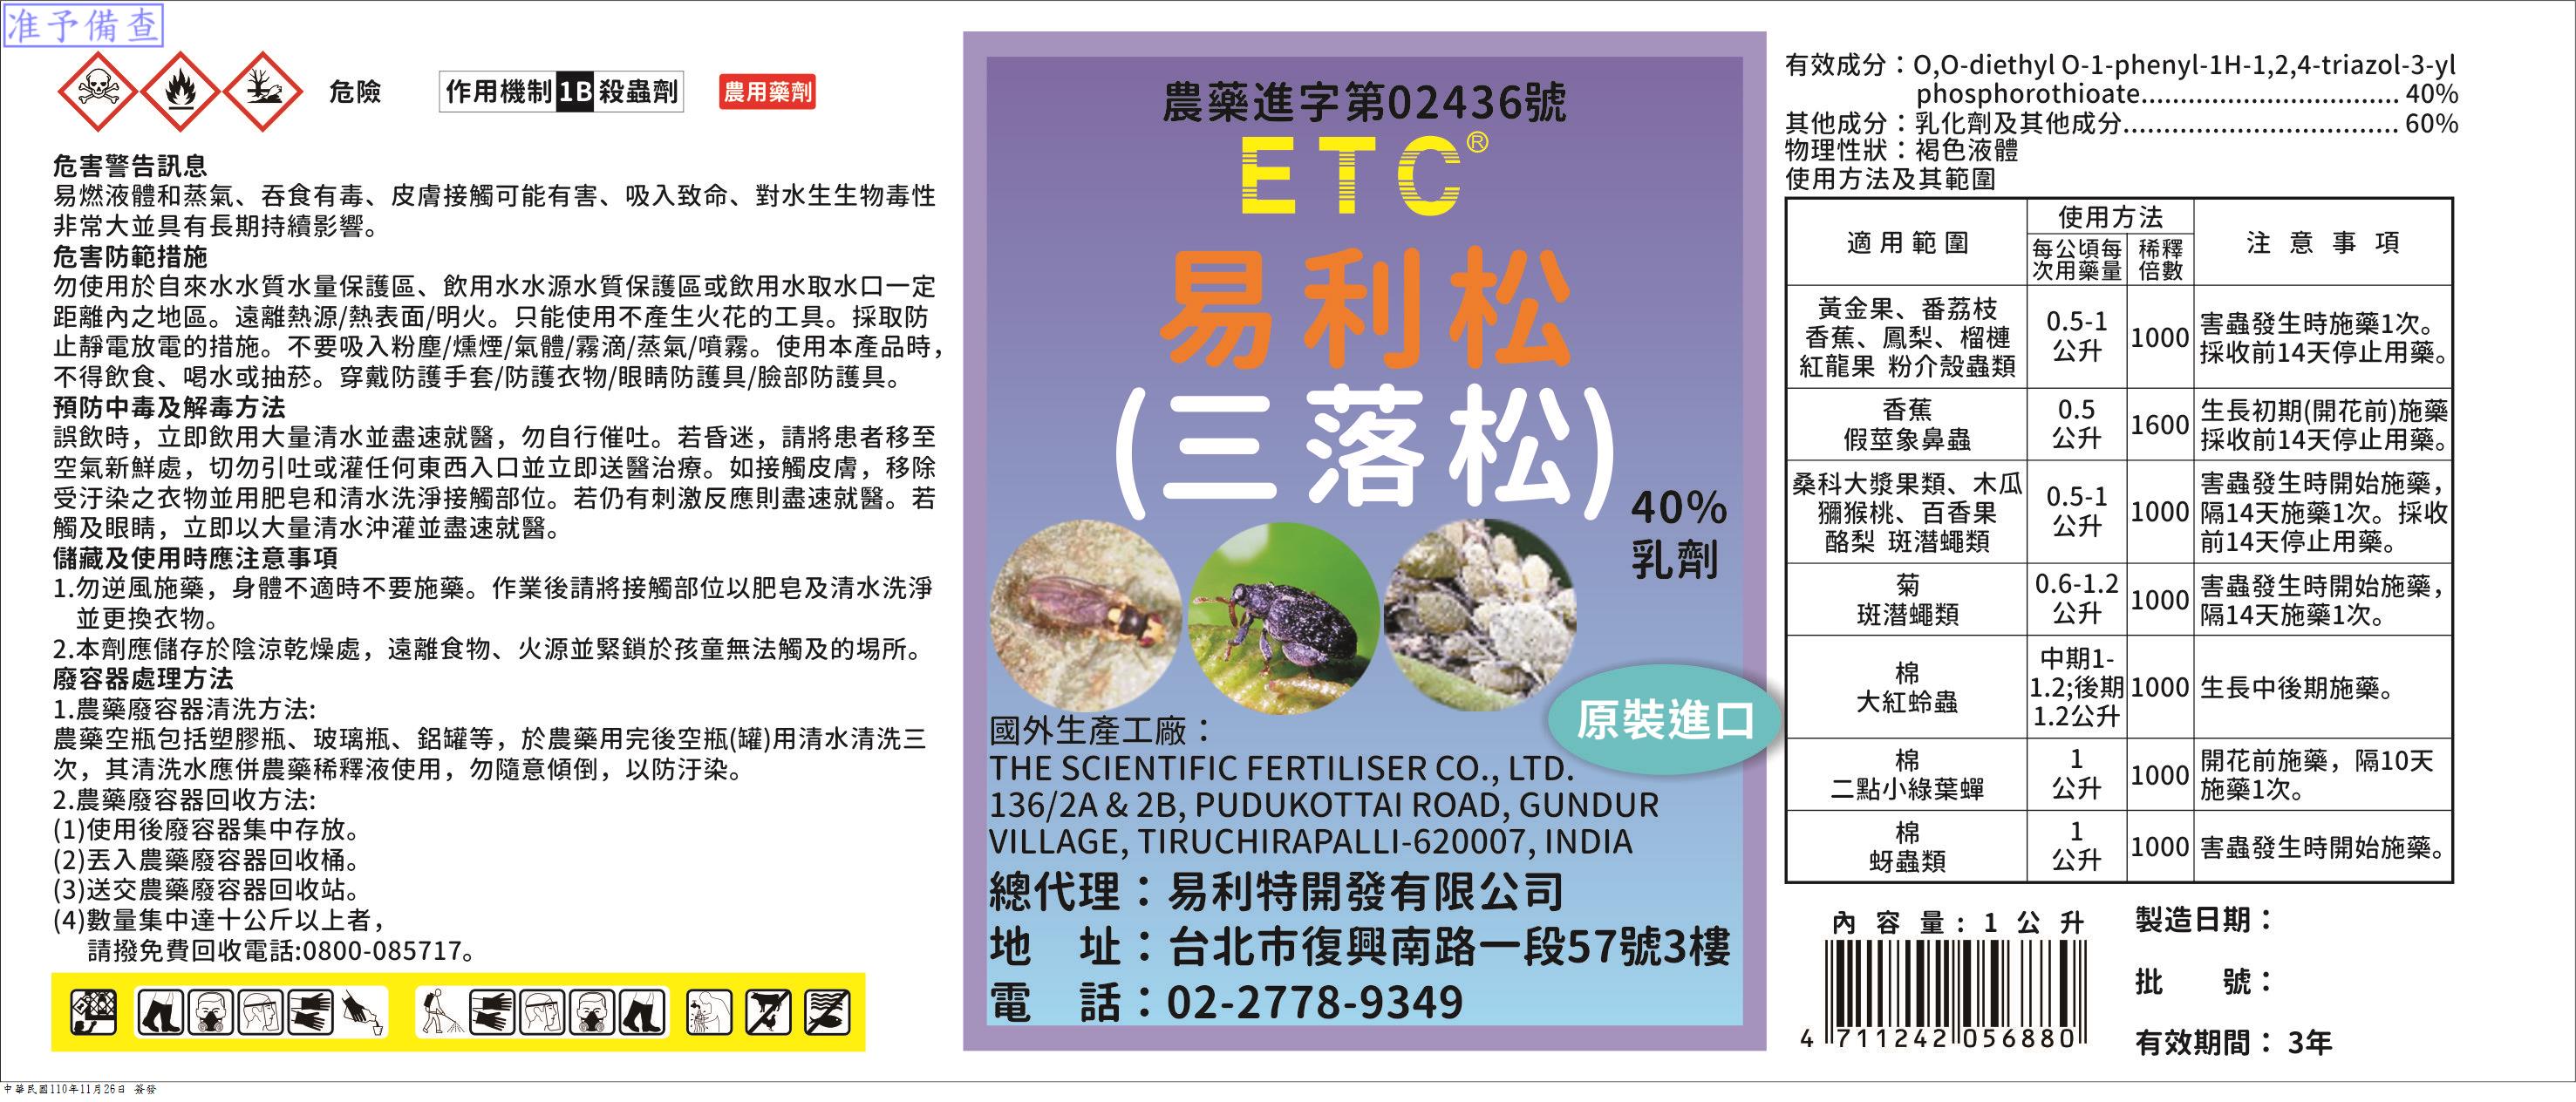 准予備查
危險
作用機制 1B 殺蟲劑
農用藥劑
危害警告訊息
易燃液體和蒸氣、吞食有毒、皮膚接觸可能有害、吸入致命、對水生生物毒性
非常大並具有長期持續影響。
危害防範措施
勿使用於自來水水質水量保護區、飲用水水源水質保護區或飲用水取水口一定
距離內之地區。遠離熱源/熱表面/明火。只能使用不產生火花的工具。採取防
止靜電放電的措施。不要吸入粉塵/燻煙/氣體/霧滴/蒸氣/噴霧。使用本產品時，
不得飲食、喝水或抽菸。穿戴防護手套/防護衣物/眼睛防護具/臉部防護具。
預防中毒及解毒方法
誤飲時，立即飲用大量清水並盡速就醫，勿自行催吐。若昏迷，請將患者移至
空氣新鮮處，切勿引吐或灌任何東西入口並立即送醫治療。如接觸皮膚，移除
受汙染之衣物並用肥皂和清水洗淨接觸部位。若仍有刺激反應則盡速就醫。若
觸及眼睛，立即以大量清水沖灌並盡速就醫。
儲藏及使用時應注意事項
1.勿逆風施藥，身體不適時不要施藥。作業後請將接觸部位以肥皂及清水洗淨
並更換衣物。
2.本劑應儲存於陰涼乾燥處，遠離食物、火源並緊鎖於孩童無法觸及的場所。
廢容器處理方法
1.農藥廢容器清洗方法:
農藥空瓶包括塑膠瓶、玻璃瓶、鋁罐等，於農藥用完後空瓶(罐)用清水清洗三
次，其清洗水應併農藥稀釋液使用，勿隨意傾倒，以防汙染。
2.農藥廢容器回收方法:
(1)使用後廢容器集中存放。
(2)丟入農藥廢容器回收桶。
(3)送交農藥廢容器回收站。
(4)數量集中達十公斤以上者，
請撥免費回收電話:0800-085717。
農藥進字第02436號
ETC®
易利松
(三落松)
40%
乳劑
原裝進口
國外生產工廠：
THE SCIENTIFIC FERTILISER CO., LTD.
136/2A & 2B, PUDUKOTTAI ROAD, GUNDUR
VILLAGE, TIRUCHIRAPALLI-620007, INDIA
總代理：易利特開發有限公司
地　址：台北市復興南路一段57號3樓
電　話：02-2778-9349
有效成分：O,O-diethyl O-1-phenyl-1H-1,2,4-triazol-3-yl
phosphorothioate................................ 40%
其他成分：乳化劑及其他成分.................................. 60%
物理性狀：褐色液體
使用方法及其範圍
適用範圍
使用方法
每公頃每
次用藥量
稀釋
倍數
注意事項
黃金果、番荔枝
香蕉、鳳梨、榴槤
紅龍果 粉介殼蟲類
0.5-1
公升
1000
害蟲發生時施藥1次。
採收前14天停止用藥。
香蕉
假莖象鼻蟲
0.5
公升
1600
生長初期(開花前)施藥
採收前14天停止用藥。
桑科大漿果類、木瓜
獼猴桃、百香果
酪梨 斑潛蠅類
0.5-1
公升
1000
害蟲發生時開始施藥，
隔14天施藥1次。採收
前14天停止用藥。
菊
斑潛蠅類
0.6-1.2
公升
1000
害蟲發生時開始施藥，
隔14天施藥1次。
棉
大紅蛉蟲
中期1-
1.2;後期
1.2公升
1000
生長中後期施藥。
棉
二點小綠葉蟬
1
公升
1000
開花前施藥，隔10天
施藥1次。
棉
蚜蟲類
1
公升
1000
害蟲發生時開始施藥。
內容量:1公升
4 711242 056880
製造日期：
批　號：
有效期間：3年
中華民國110年11月26日 簽發